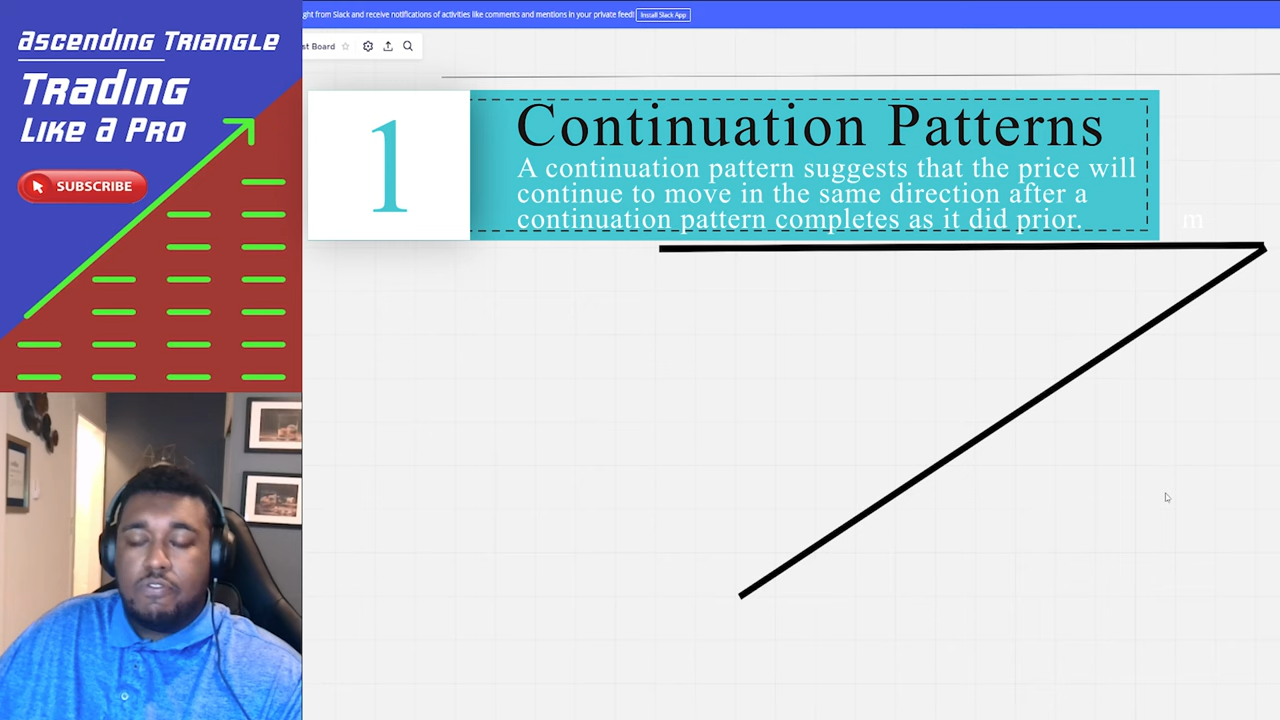 ascending Triangle
Trading
Like a Pro
SUBSCRIBE
ght from Slack and receive notifications of activities like comments and mentions in your private feed!
Install Slack App
st Board
1
Continuation Patterns
A continuation pattern suggests that the price will
continue to move in the same direction after a
continuation pattern completes as it did prior.
m